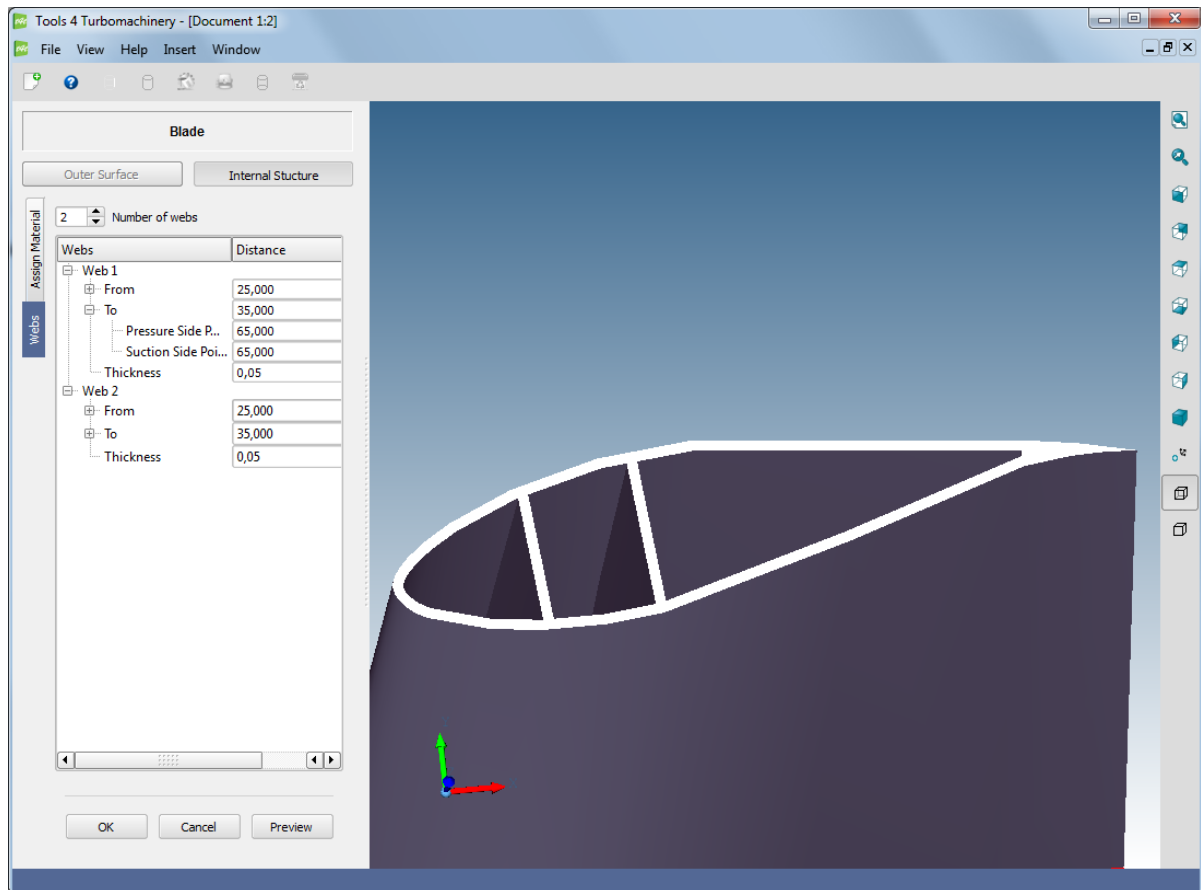 Tools 4 Turbomachinery - [Document 1:2]
File View Help Insert Window
Blade
Outer Surface Internal Stucture
Assign Material
Webs
2 Number of webs
Webs Distance
Web 1
From 25,000
To 35,000
Pressure Side P... 65,000
Suction Side Poi... 65,000
Thickness 0,05
Web 2
From 25,000
To 35,000
Thickness 0,05
OK Cancel Preview